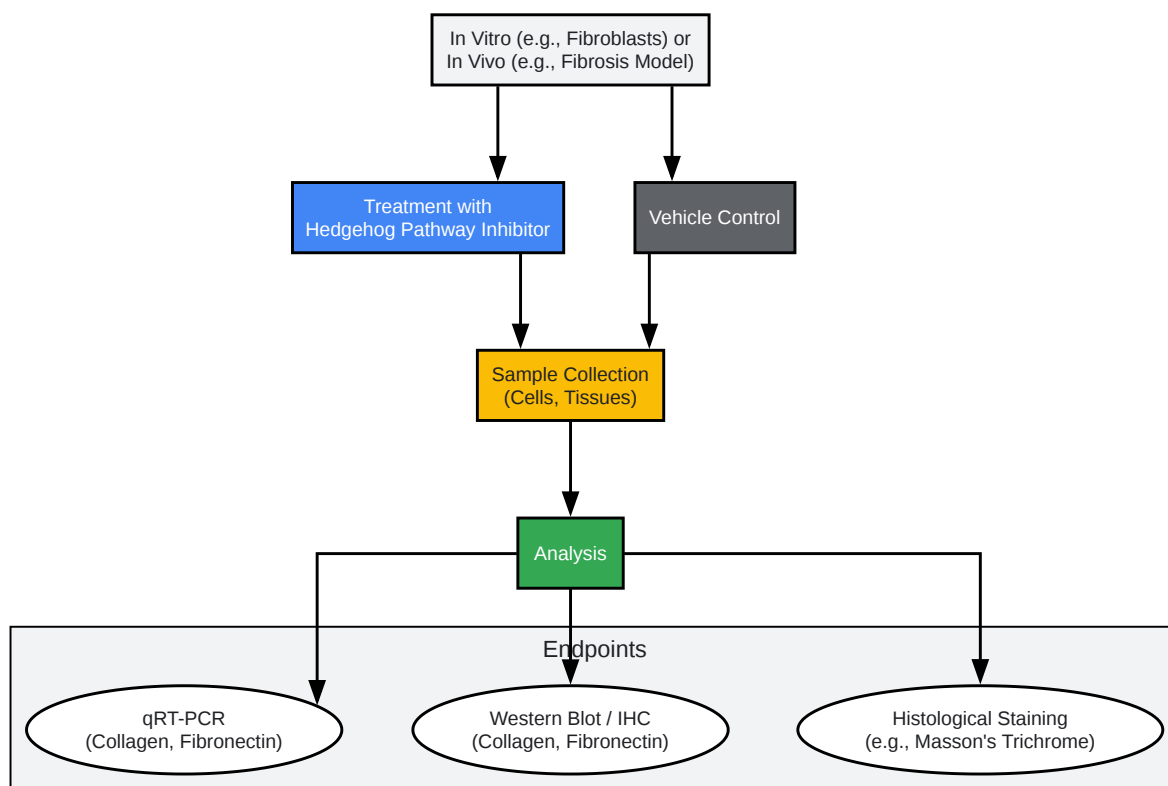 In Vitro (e.g., Fibroblasts) or
In Vivo (e.g., Fibrosis Model)
Treatment with
Hedgehog Pathway Inhibitor
Vehicle Control
Sample Collection
(Cells, Tissues)
Analysis
Endpoints
qRT-PCR
(Collagen, Fibronectin)
Western Blot / IHC
(Collagen, Fibronectin)
Histological Staining
(e.g., Masson's Trichrome)